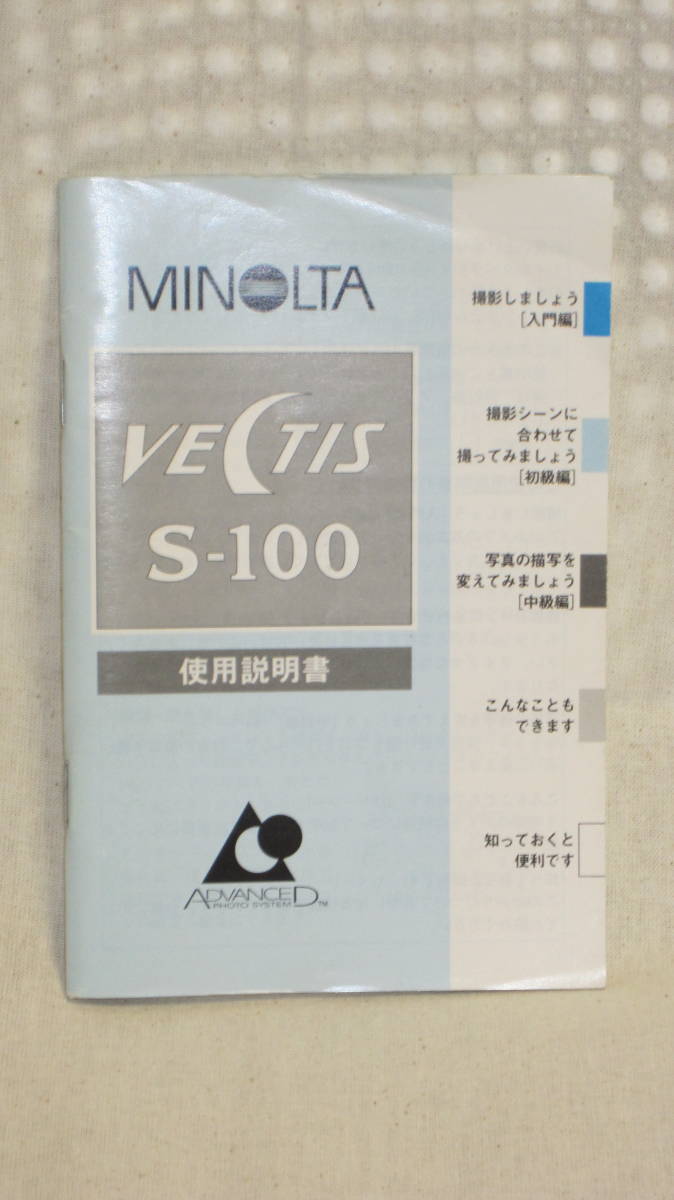 MINOLTA
VECTIS
S-100
使用説明書
ADVANCED
PHOTO SYSTEM TM
撮影しましょう
[入門編]
撮影シーンに
合わせて
撮ってみましょう
[初級編]
写真の描写を
変えてみましょう
[中級編]
こんなことも
できます
知っておくと
便利です